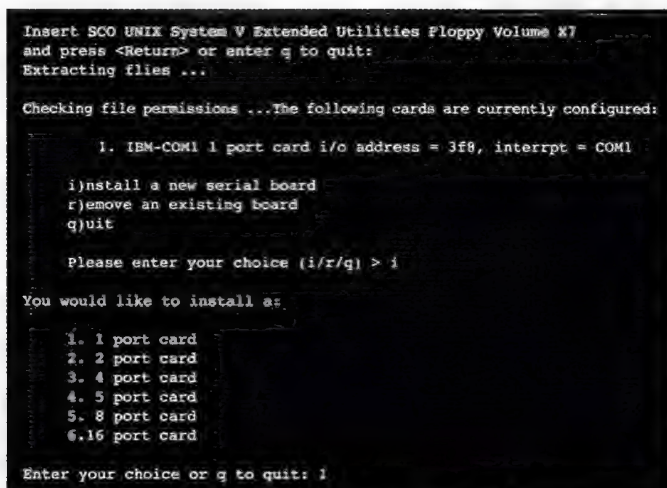 Insert SCO UNIX System V Extended Utilities Floppy Volume X7
and press <Return> or enter q to quit:
Extracting flies ...
Checking file permissions ...The following cards are currently configured:
1. IBM-COM1 1 port card i/o address = 3f8, interrpt = COM1
i)nstall a new serial board
r)emove an existing board
q)uit
Please enter your choice (i/r/q) > i
You would like to install a:
1. 1 port card
2. 2 port card
3. 4 port card
4. 5 port card
5. 8 port card
6.16 port card
Enter your choice or q to quit: 1